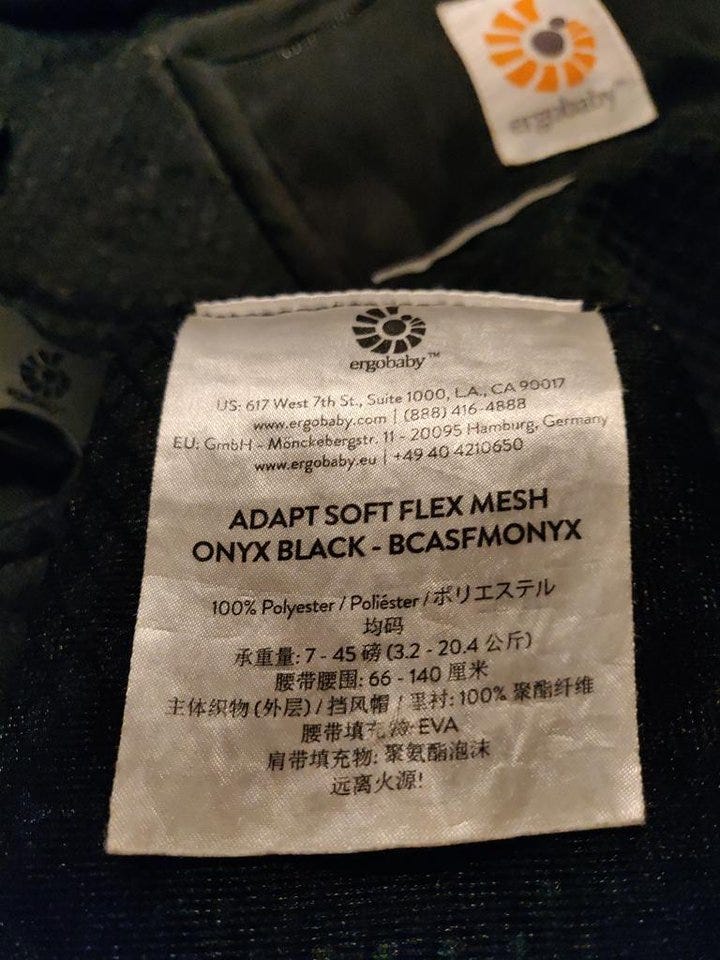 ergobaby™
ergobaby™
US: 617 West 7th St., Suite 1000, L.A., CA 90017
www.ergobaby.com | (888) 416-4888
EU: GmbH - Mönckebergstr. 11 - 20095 Hamburg, Germany
www.ergobaby.eu | +49 40 4210650
ADAPT SOFT FLEX MESH
ONYX BLACK - BCASFMONYX
100% Polyester / Poliéster / ポリエステル
均码
承重量: 7 - 45 磅 (3.2 - 20.4 公斤)
腰带腰围: 66 - 140 厘米
主体织物 (外层) / 挡风帽 / 里衬: 100% 聚酯纤维
腰带填充物: EVA
肩带填充物: 聚氨酯泡沫
远离火源!